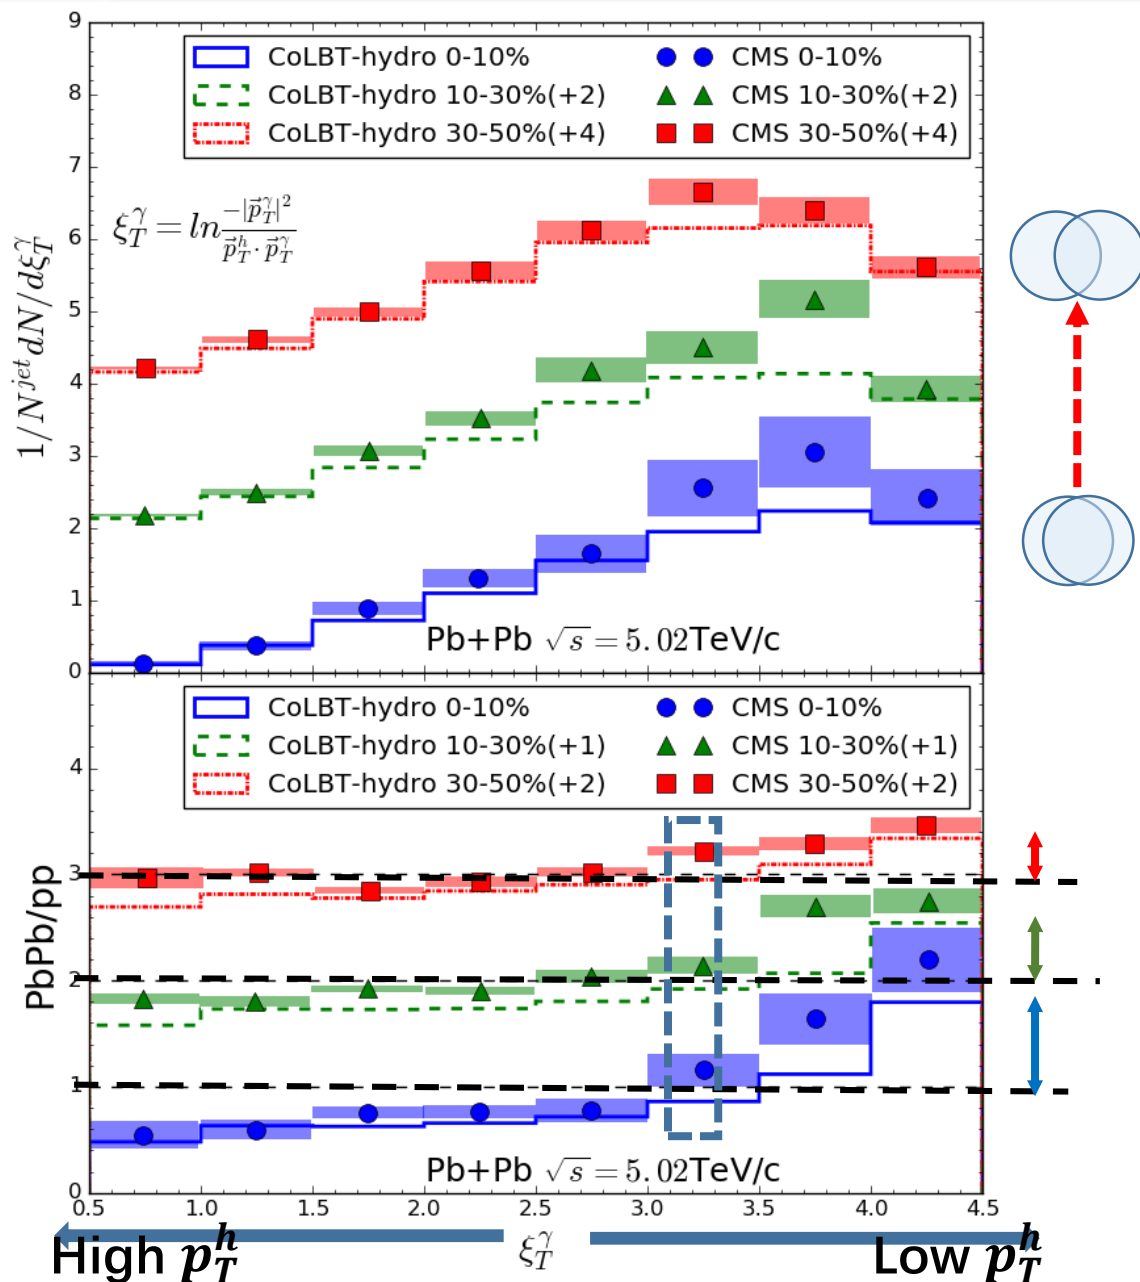 9
8
7
6
5
4
3
2
1
0
1/N^{jet} dN/dξ_T^γ
CoLBT-hydro 0-10%
CoLBT-hydro 10-30%(+2)
CoLBT-hydro 30-50%(+4)
CMS 0-10%
CMS 10-30%(+2)
CMS 30-50%(+4)
ξ_T^γ = ln \frac{-|\vec{p}_T^γ|^2}{\vec{p}_T^h · \vec{p}_T^γ}
Pb+Pb √s = 5.02TeV/c
4
3
2
1
0
PbPb/pp
CoLBT-hydro 0-10%
CoLBT-hydro 10-30%(+1)
CoLBT-hydro 30-50%(+2)
CMS 0-10%
CMS 10-30%(+1)
CMS 30-50%(+2)
Pb+Pb √s = 5.02TeV/c
0.5 1.0 1.5 2.0 2.5 3.0 3.5 4.0 4.5
High p_T^h
ξ_T^γ
Low p_T^h